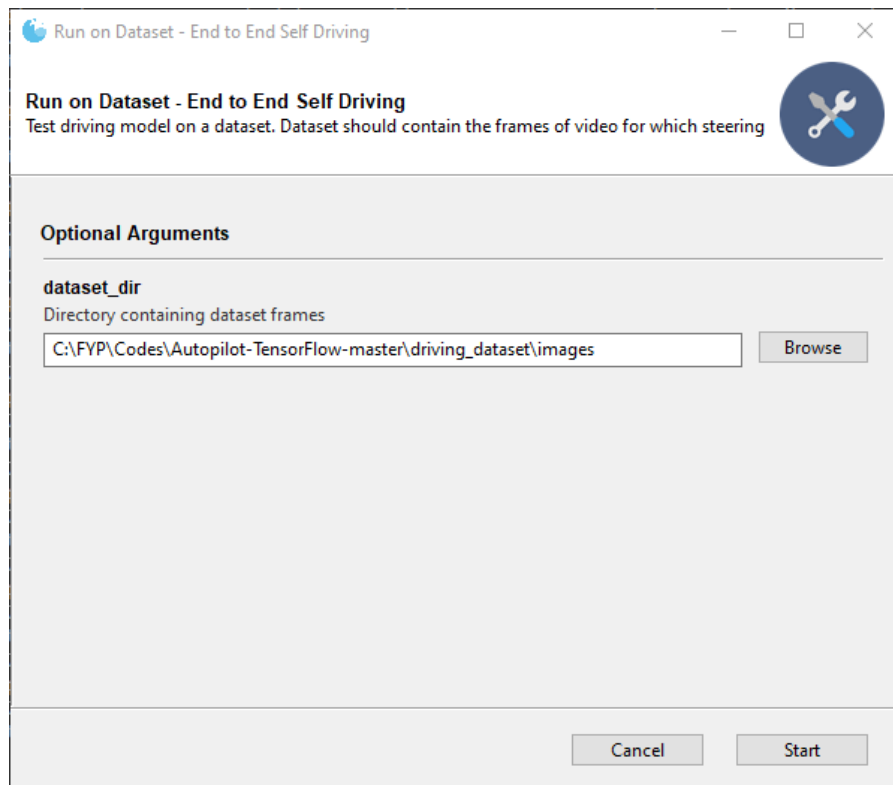 Run on Dataset - End to End Self Driving
Run on Dataset - End to End Self Driving
Test driving model on a dataset. Dataset should contain the frames of video for which steering
Optional Arguments
dataset_dir
Directory containing dataset frames
C:\FYP\Codes\Autopilot-TensorFlow-master\driving_dataset\images
Browse
Cancel
Start